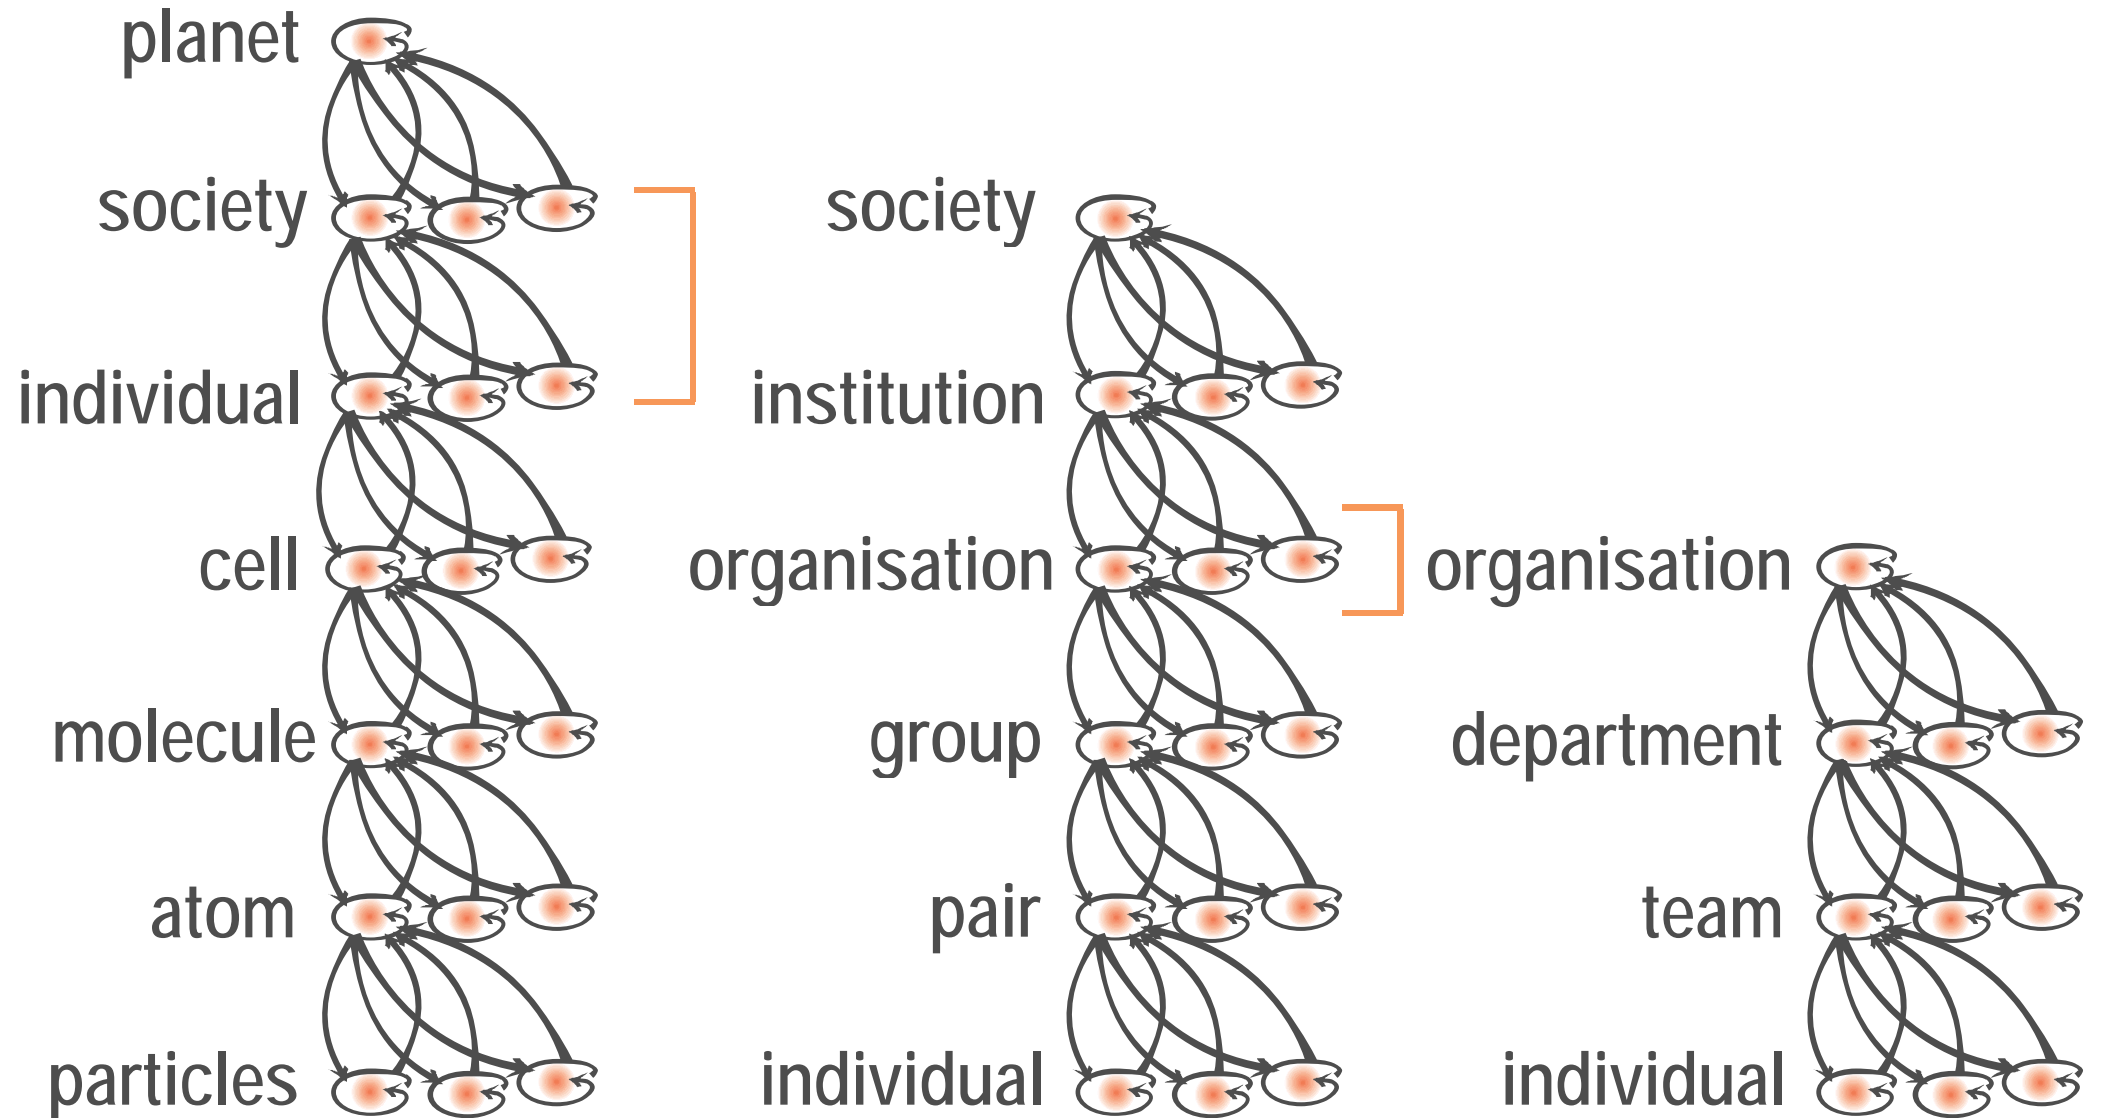 planet
society
individual
cell
molecule
atom
particles
society
institution
organisation
group
pair
individual
organisation
department
team
individual